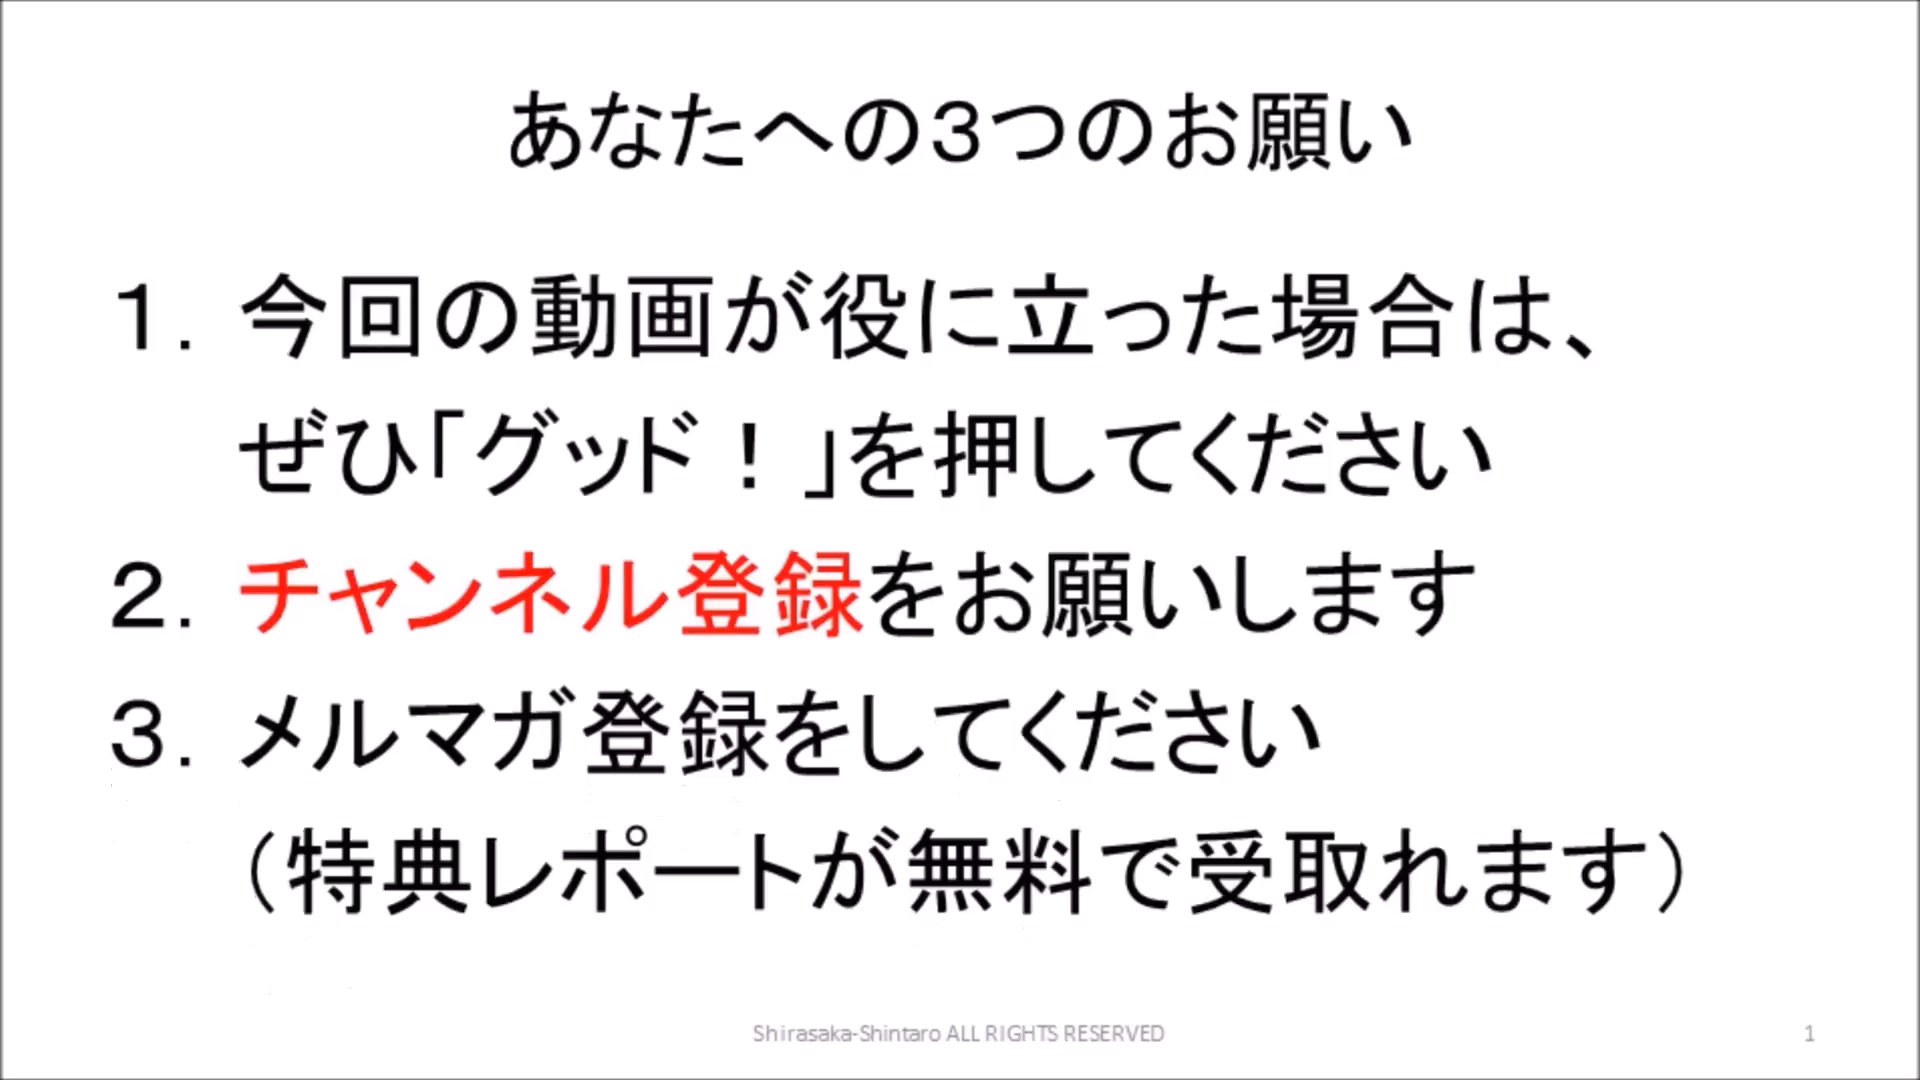 あなたへの３つのお願い
１．今回の動画が役に立った場合は、
ぜひ「グッド！」を押してください
２．チャンネル登録をお願いします
３．メルマガ登録をしてください
（特典レポートが無料で受取れます）
Shirasaka-Shintaro ALL RIGHTS RESERVED
1